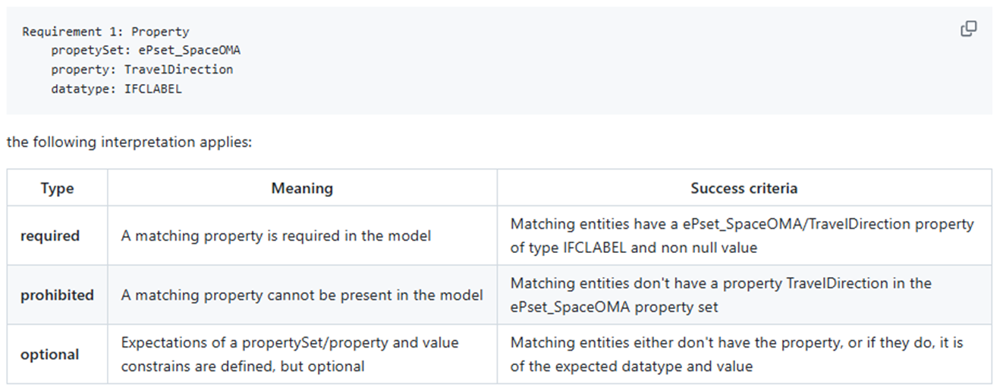 Requirement 1: Property
propetySet: ePset_SpaceOMA
property: TravelDirection
datatype: IFCLABEL
the following interpretation applies:
Type Meaning Success criteria
required A matching property is required in the model Matching entities have a ePset_SpaceOMA/TravelDirection property
of type IFCLABEL and non null value
prohibited A matching property cannot be present in the model Matching entities don't have a property TravelDirection in the
ePset_SpaceOMA property set
optional Expectations of a propertySet/property and value
constrains are defined, but optional Matching entities either don't have the property, or if they do, it is
of the expected datatype and value